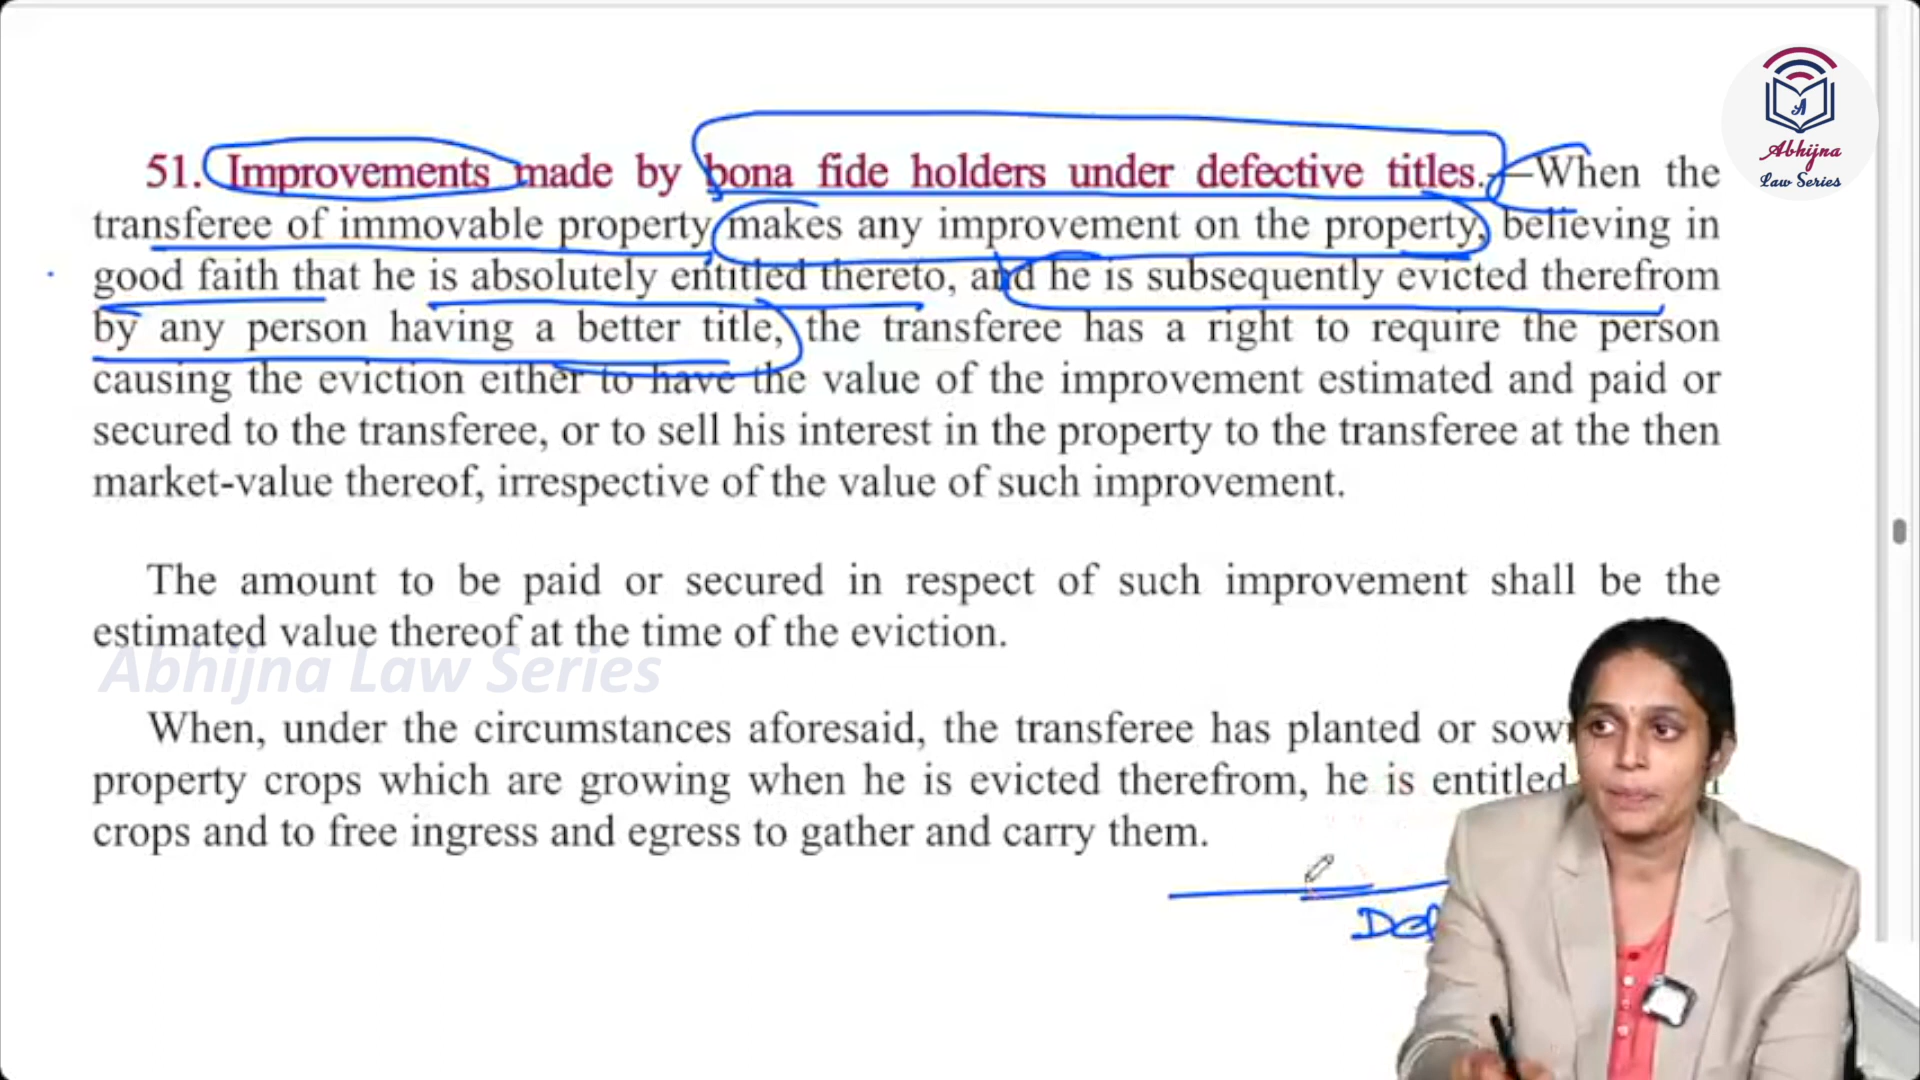 51. Improvements made by bona fide holders under defective titles.—When the
transferee of immovable property makes any improvement on the property, believing in
good faith that he is absolutely entitled thereto, and he is subsequently evicted therefrom
by any person having a better title, the transferee has a right to require the person
causing the eviction either to have the value of the improvement estimated and paid or
secured to the transferee, or to sell his interest in the property to the transferee at the then
market-value thereof, irrespective of the value of such improvement.
The amount to be paid or secured in respect of such improvement shall be the
estimated value thereof at the time of the eviction.
Abhijna Law Series
When, under the circumstances aforesaid, the transferee has planted or
property crops which are growing when he is evicted therefrom, he is entitled
crops and to free ingress and egress to gather and carry them.
A
Abhijna
Law Series